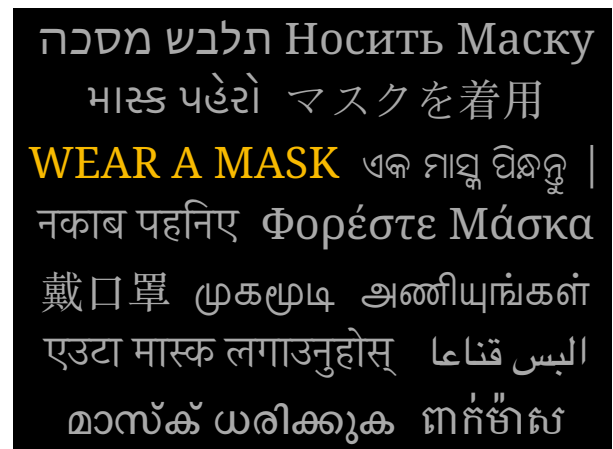 תלבש מסכה Носить Маску
માસ્ક પહેરો マスクを着用
WEAR A MASK ଏକ ମାସ୍କ ପିନ୍ଧନ୍ତୁ |
नकाब पहनिए Φορέστε Μάσκα
戴口罩 முகமூடி அணியுங்கள்
एउटा मास्क लगाउनुहोस् البس قناعا
മാസ്ക് ധരിക്കുക ពាក់ម៉ាស